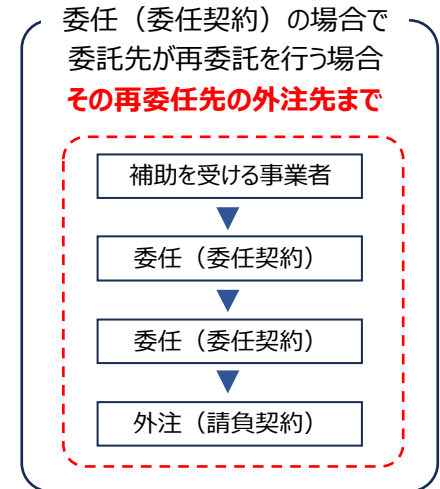 委任（委任契約）の場合で
委託先が再委託を行う場合
その再委任先の外注先まで
補助を受ける事業者
委任（委任契約）
委任（委任契約）
外注（請負契約）